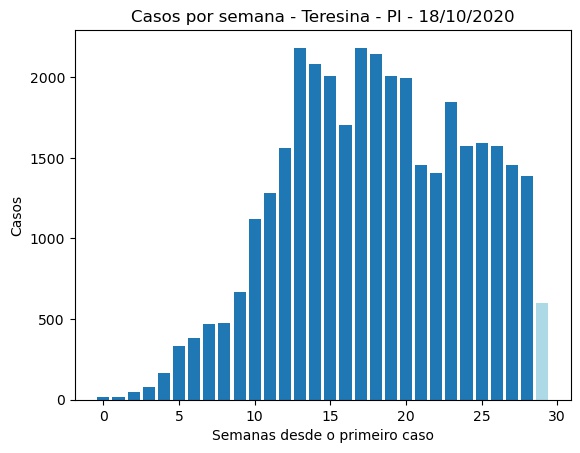 Casos por semana - Teresina - PI - 18/10/2020
Casos
2000
1500
1000
500
0
0 5 10 15 20 25 30
Semanas desde o primeiro caso